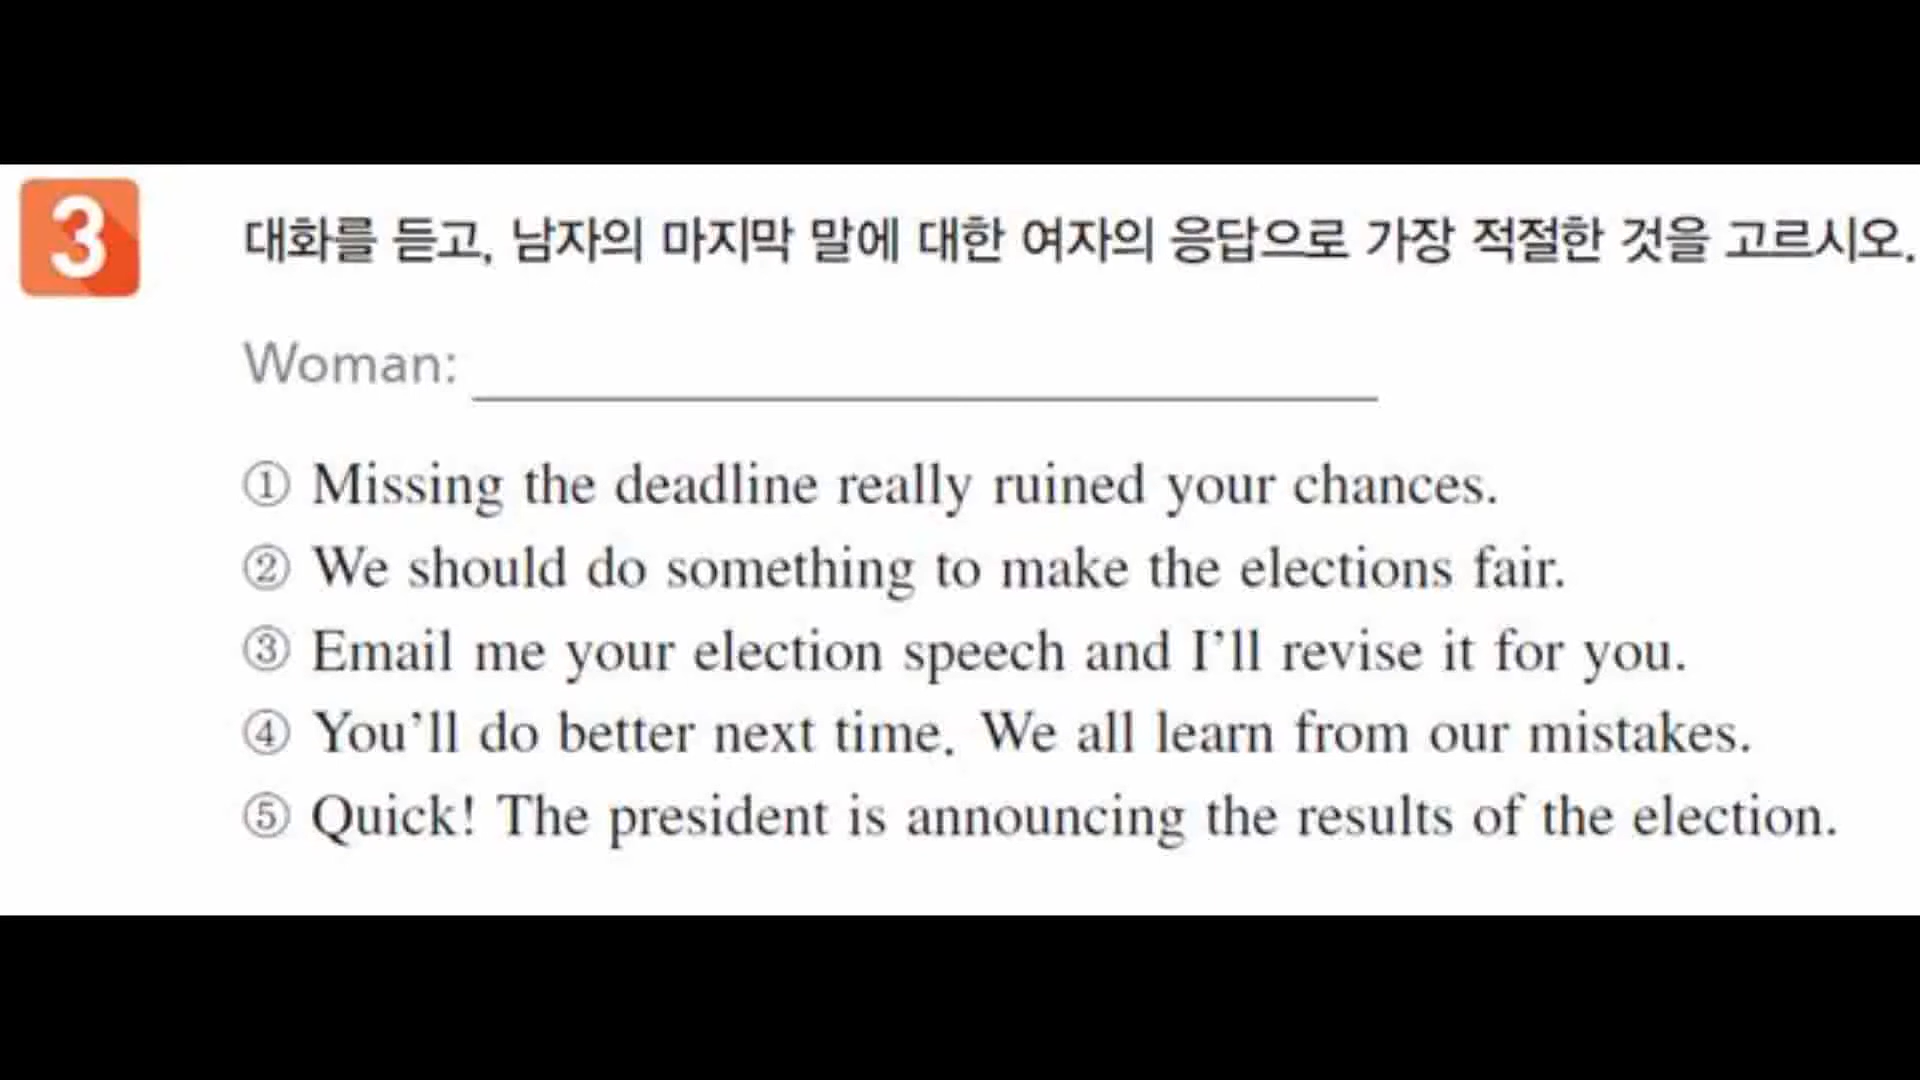 3 대화를 듣고, 남자의 마지막 말에 대한 여자의 응답으로 가장 적절한 것을 고르시오.
Woman:
① Missing the deadline really ruined your chances.
② We should do something to make the elections fair.
③ Email me your election speech and I'll revise it for you.
④ You'll do better next time. We all learn from our mistakes.
⑤ Quick! The president is announcing the results of the election.